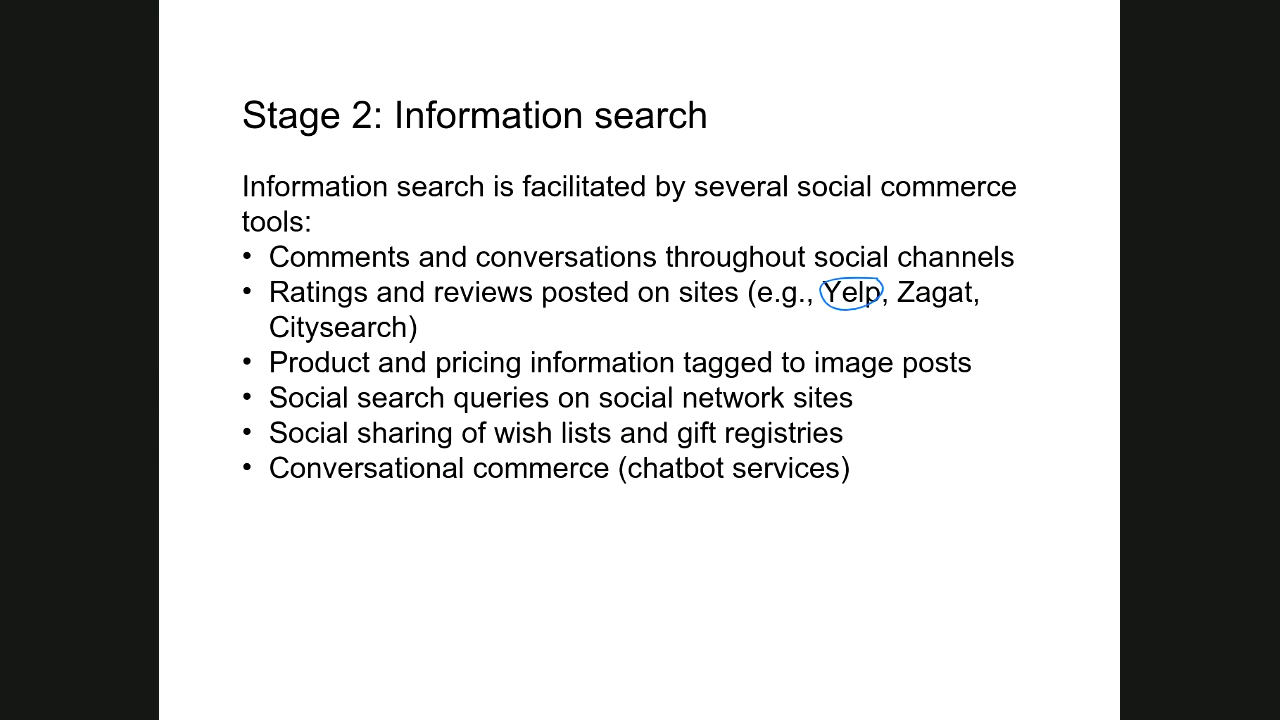 Stage 2: Information search
Information search is facilitated by several social commerce
tools:
• Comments and conversations throughout social channels
• Ratings and reviews posted on sites (e.g., Yelp, Zagat,
Citysearch)
• Product and pricing information tagged to image posts
• Social search queries on social network sites
• Social sharing of wish lists and gift registries
• Conversational commerce (chatbot services)